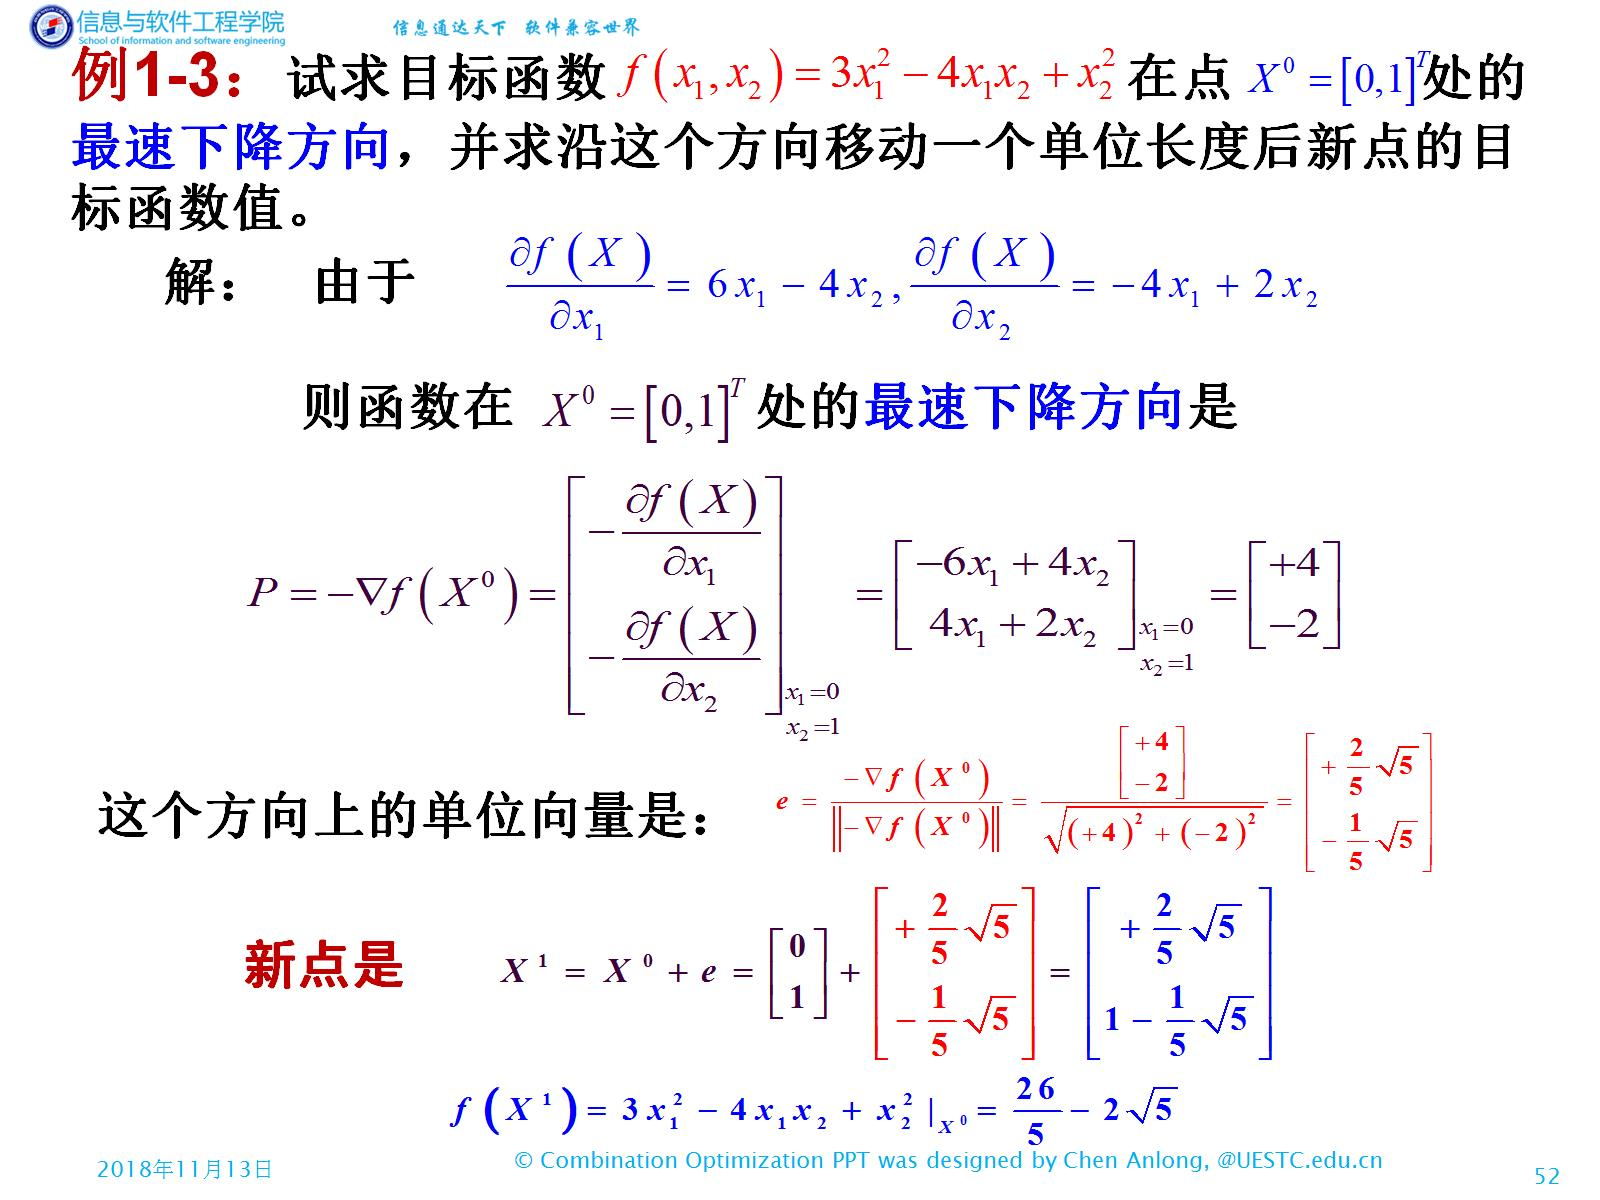 信息与软件工程学院
School of information and software engineering
信息通达天下 软件兼容世界
例1-3：试求目标函数 f(x₁,x₂)=3x₁²−4x₁x₂+x₂² 在点 X⁰=[0,1]ᵀ处的
最速下降方向，并求沿这个方向移动一个单位长度后新点的目
标函数值。
解： 由于 ∂f(X)/∂x₁ = 6x₁ − 4x₂, ∂f(X)/∂x₂ = −4x₁ + 2x₂
则函数在 X⁰=[0,1]ᵀ 处的最速下降方向是
P = −∇f(X⁰) = [−∂f(X)/∂x₁; −∂f(X)/∂x₂] x₁=0 x₂=1 = [−6x₁+4x₂; 4x₁+2x₂] x₁=0 x₂=1 = [+4; −2]
这个方向上的单位向量是： e = −∇f(X⁰)/‖−∇f(X⁰)‖ = [+4; −2]/√((+4)²+(−2)²) = [+2/5√5; −1/5√5]
新点是 X¹ = X⁰ + e = [0; 1] + [+2/5√5; −1/5√5] = [+2/5√5; 1−1/5√5]
f(X¹) = 3x₁² − 4x₁x₂ + x₂² |X⁰ = 26/5 − 2√5
2018年11月13日
© Combination Optimization PPT was designed by Chen Anlong, @UESTC.edu.cn
52